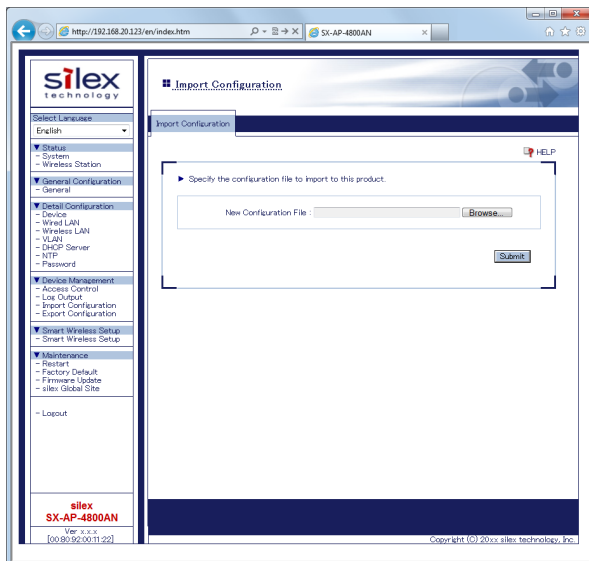 http://192.168.20.123/en/index.htm
SX-AP-4800AN
silex
technology
Select Language
English
▼ Status
- System
- Wireless Station
▼ General Configuration
- General
▼ Detail Configuration
- Device
- Wired LAN
- Wireless LAN
- VLAN
- DHCP Server
- NTP
- Password
▼ Device Management
- Access Control
- Log Output
- Import Configuration
- Export Configuration
▼ Smart Wireless Setup
- Smart Wireless Setup
▼ Maintenance
- Restart
- Factory Default
- Firmware Update
- silex Global Site
- Logout
silex
SX-AP-4800AN
Ver x.x.x
[00:80:92:00:11:22]
Import Configuration
Import Configuration
HELP
► Specify the configuration file to import to this product.
New Configuration File :
Browse...
Submit
Copyright (C) 20xx silex technology, Inc.